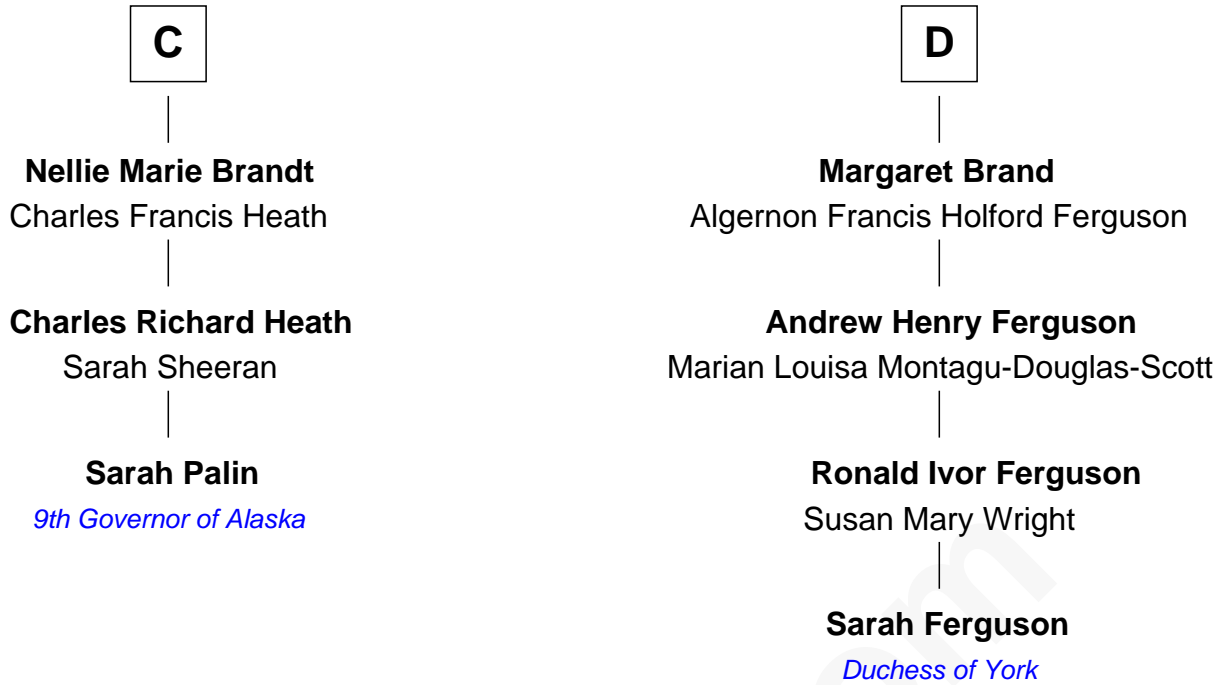 C
Nellie Marie Brandt
Charles Francis Heath
Charles Richard Heath
Sarah Sheeran
Sarah Palin
9th Governor of Alaska
D
Margaret Brand
Algernon Francis Holford Ferguson
Andrew Henry Ferguson
Marian Louisa Montagu-Douglas-Scott
Ronald Ivor Ferguson
Susan Mary Wright
Sarah Ferguson
Duchess of York